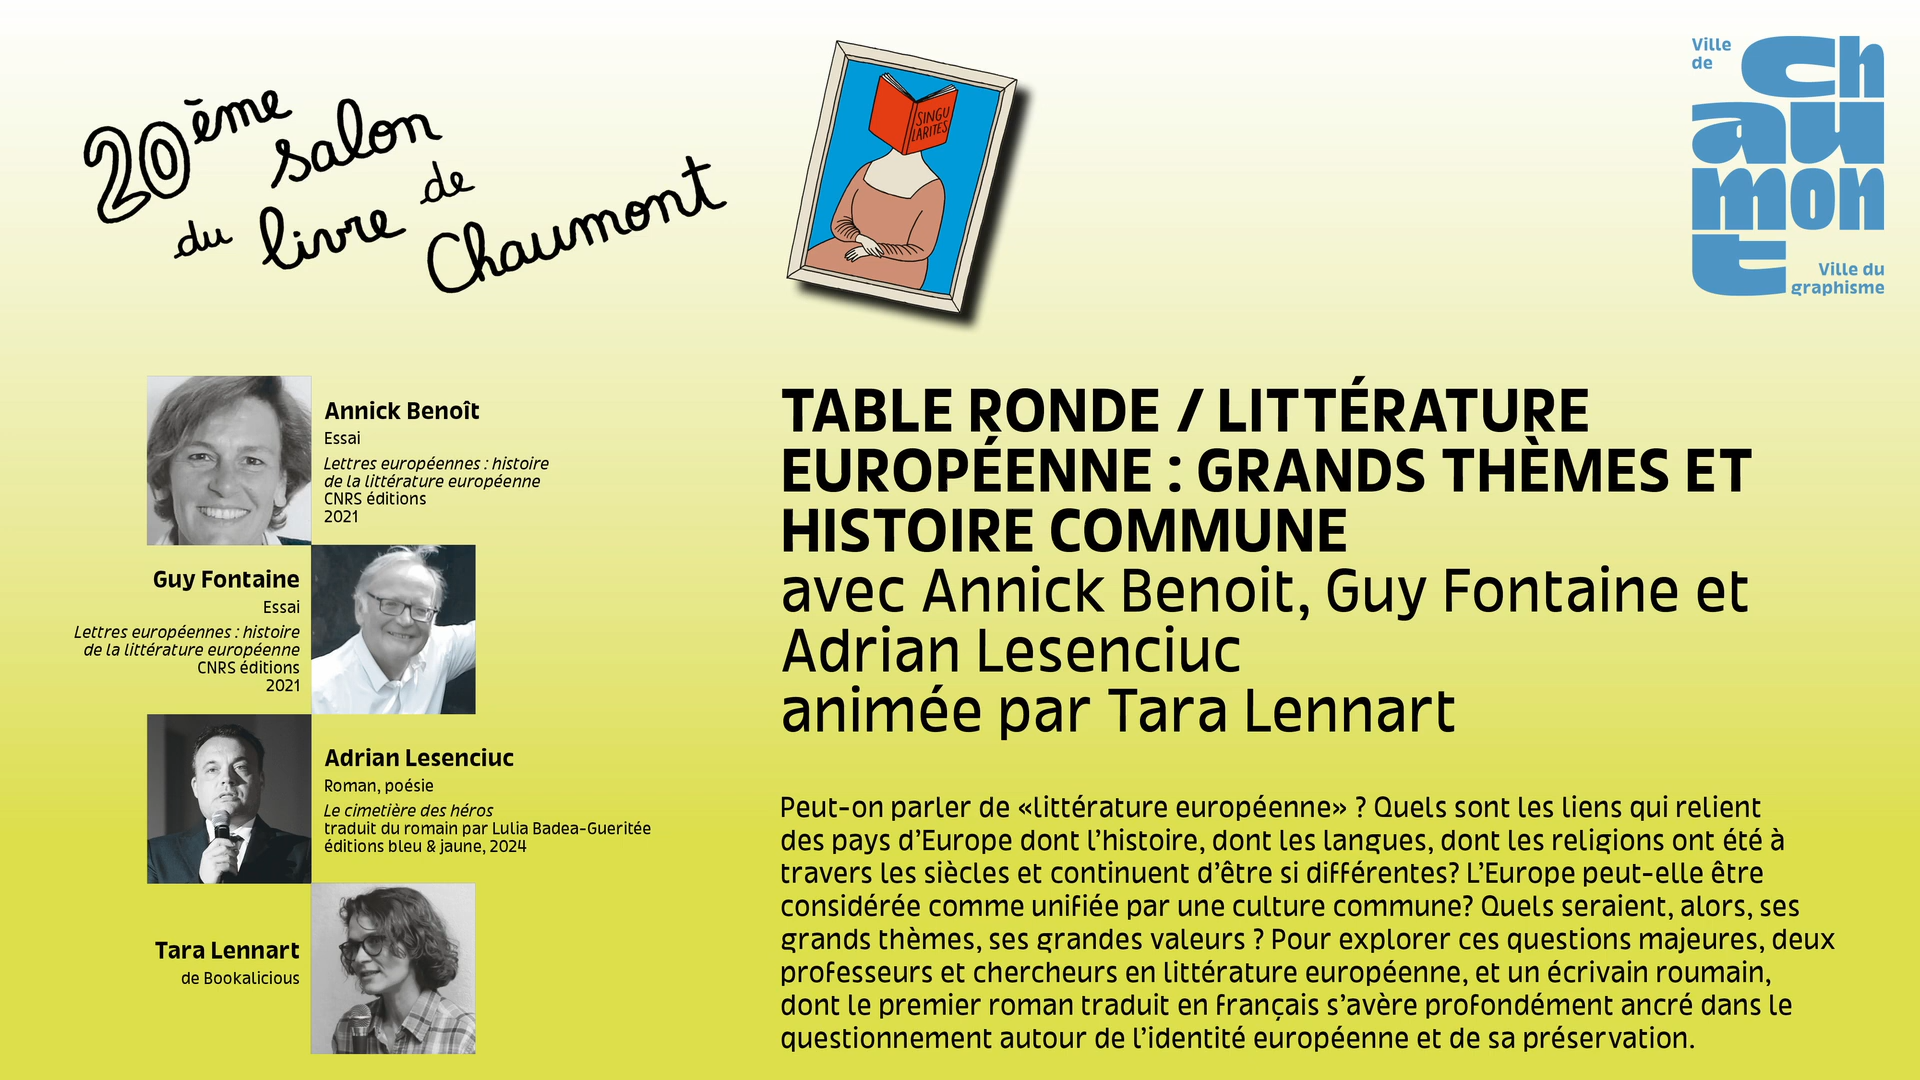 20ème
salon
du livre de
Chaumont
SINGU
LARITÉS
Ville
de
Chaumont
Ville du
graphisme
Annick Benoît
Essai
Lettres européennes : histoire
de la littérature européenne
CNRS éditions
2021
Guy Fontaine
Essai
Lettres européennes : histoire
de la littérature européenne
CNRS éditions
2021
Adrian Lesenciuc
Roman, poésie
Le cimetière des héros
traduit du romain par Lulia Badea-Gueritée
éditions bleu & jaune, 2024
Tara Lennart
de Bookalicious
TABLE RONDE / LITTÉRATURE
EUROPÉENNE : GRANDS THÈMES ET
HISTOIRE COMMUNE
avec Annick Benoit, Guy Fontaine et
Adrian Lesenciuc
animée par Tara Lennart
Peut-on parler de «littérature européenne» ? Quels sont les liens qui relient
des pays d'Europe dont l'histoire, dont les langues, dont les religions ont été à
travers les siècles et continuent d'être si différentes? L'Europe peut-elle être
considérée comme unifiée par une culture commune? Quels seraient, alors, ses
grands thèmes, ses grandes valeurs ? Pour explorer ces questions majeures, deux
professeurs et chercheurs en littérature européenne, et un écrivain roumain,
dont le premier roman traduit en français s'avère profondément ancré dans le
questionnement autour de l'identité européenne et de sa préservation.